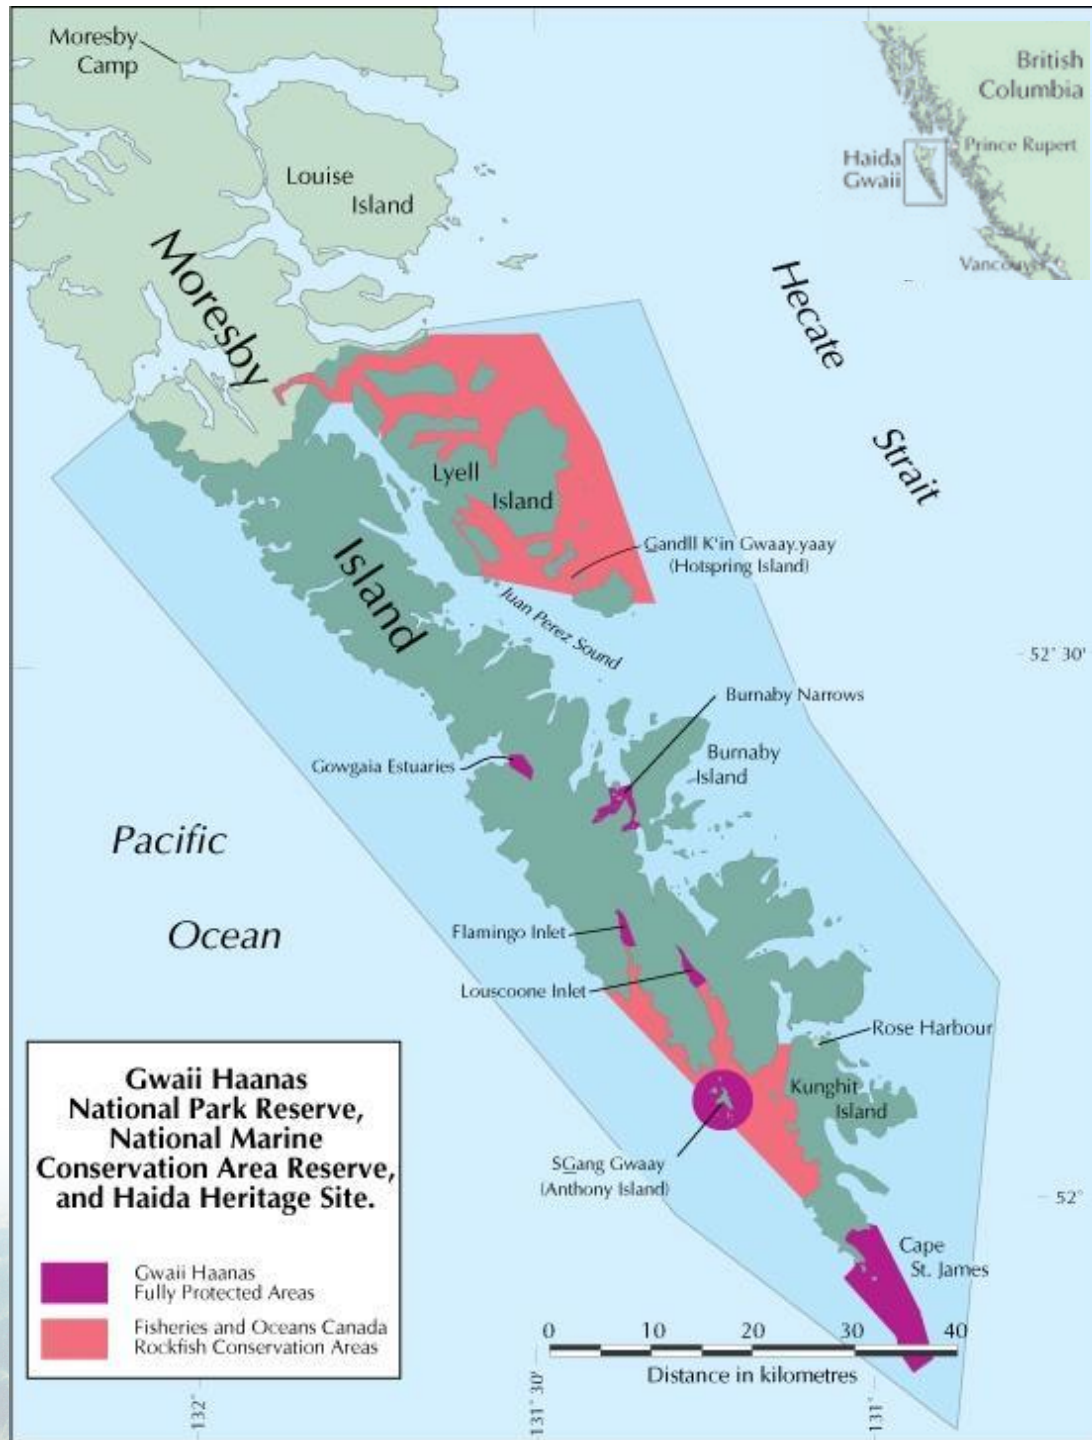 Moresby
Camp
British
Columbia
Prince Rupert
Haida
Gwaii
Vancouver
Louise
Island
Moresby
Island
Hecate
Strait
Lyell
Island
Gandll K'in Gwaay.yaay
(Hotspring Island)
Juan Perez Sound
52° 30'
Burnaby Narrows
Burnaby
Island
Gowgaia Estuaries
Pacific
Ocean
Flamingo Inlet
Louscoone Inlet
Rose Harbour
Kunghit
Island
SGang Gwaay
(Anthony Island)
52°
Cape
St. James
Gwaii Haanas
National Park Reserve,
National Marine
Conservation Area Reserve,
and Haida Heritage Site.
Gwaii Haanas
Fully Protected Areas
Fisheries and Oceans Canada
Rockfish Conservation Areas
0 10 20 30 40
Distance in kilometres
132°
131° 30'
131°